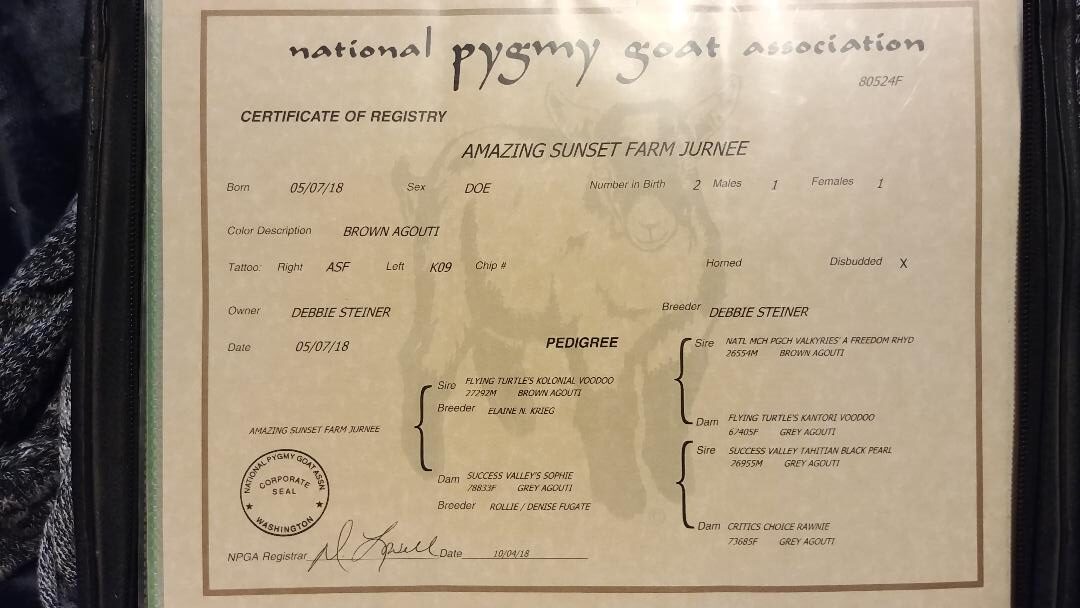 national pygmy goat association
80524F
CERTIFICATE OF REGISTRY
AMAZING SUNSET FARM JURNEE
Born 05/07/18 Sex DOE Number in Birth 2 Males 1 Females 1
Color Description BROWN AGOUTI
Tattoo: Right ASF Left K09 Chip # Horned Disbudded X
Owner DEBBIE STEINER Breeder DEBBIE STEINER
Date 05/07/18 PEDIGREE
Sire NATL MCH PGCH VALKYRIES' A FREEDOM RHYD
26554M BROWN AGOUTI
Sire FLYING TURTLE'S KOLONIAL VOODOO
27292M BROWN AGOUTI
Breeder ELAINE N. KRIEG
Dam FLYING TURTLE'S KANTORI VOODOO
67405F GREY AGOUTI
AMAZING SUNSET FARM JURNEE
Sire SUCCESS VALLEY TAHITIAN BLACK PEARL
26955M GREY AGOUTI
Dam SUCCESS VALLEY'S SOPHIE
78833F GREY AGOUTI
Breeder ROLLIE / DENISE FUGATE
Dam CRITICS CHOICE RAWNIE
73685F GREY AGOUTI
NATIONAL PYGMY GOAT ASSN.
CORPORATE
SEAL
WASHINGTON
NPGA Registrar Date 10/04/18